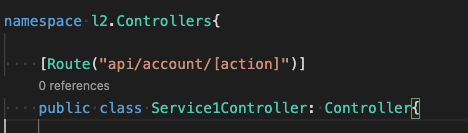 namespace l2.Controllers{
[Route("api/account/[action]")]
0 references
public class Service1Controller: Controller{